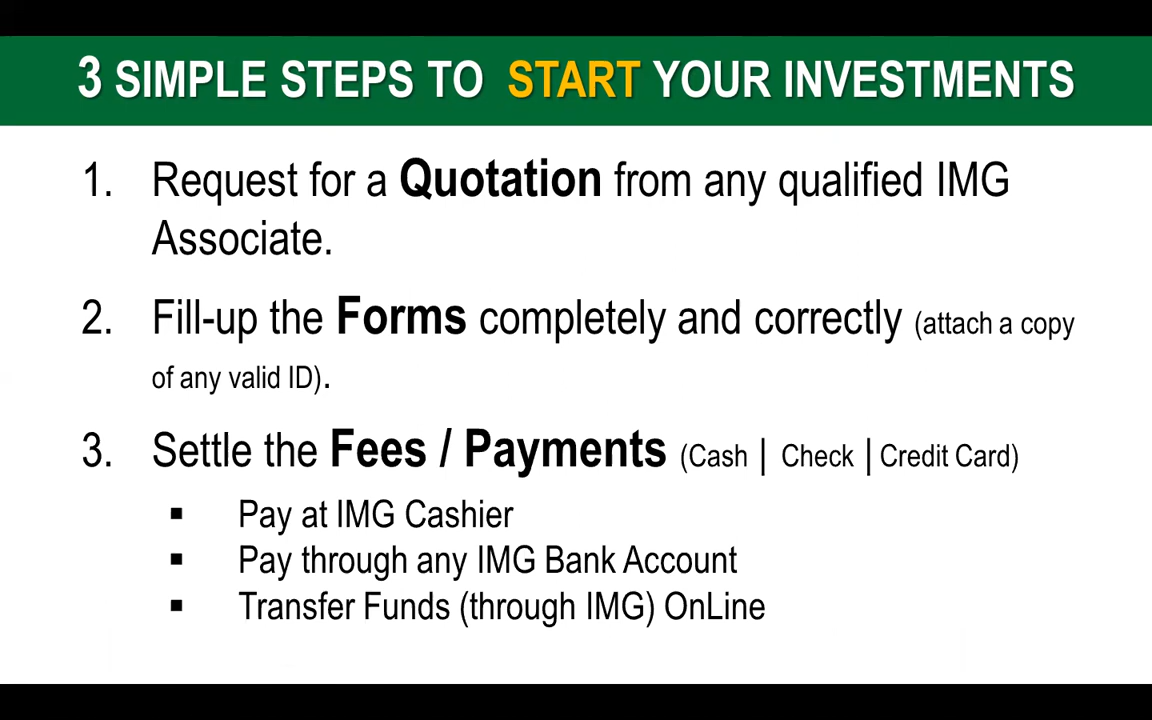 3 SIMPLE STEPS TO START YOUR INVESTMENTS
1. Request for a Quotation from any qualified IMG
Associate.
2. Fill-up the Forms completely and correctly (attach a copy
of any valid ID).
3. Settle the Fees / Payments (Cash | Check | Credit Card)
▪ Pay at IMG Cashier
▪ Pay through any IMG Bank Account
▪ Transfer Funds (through IMG) OnLine